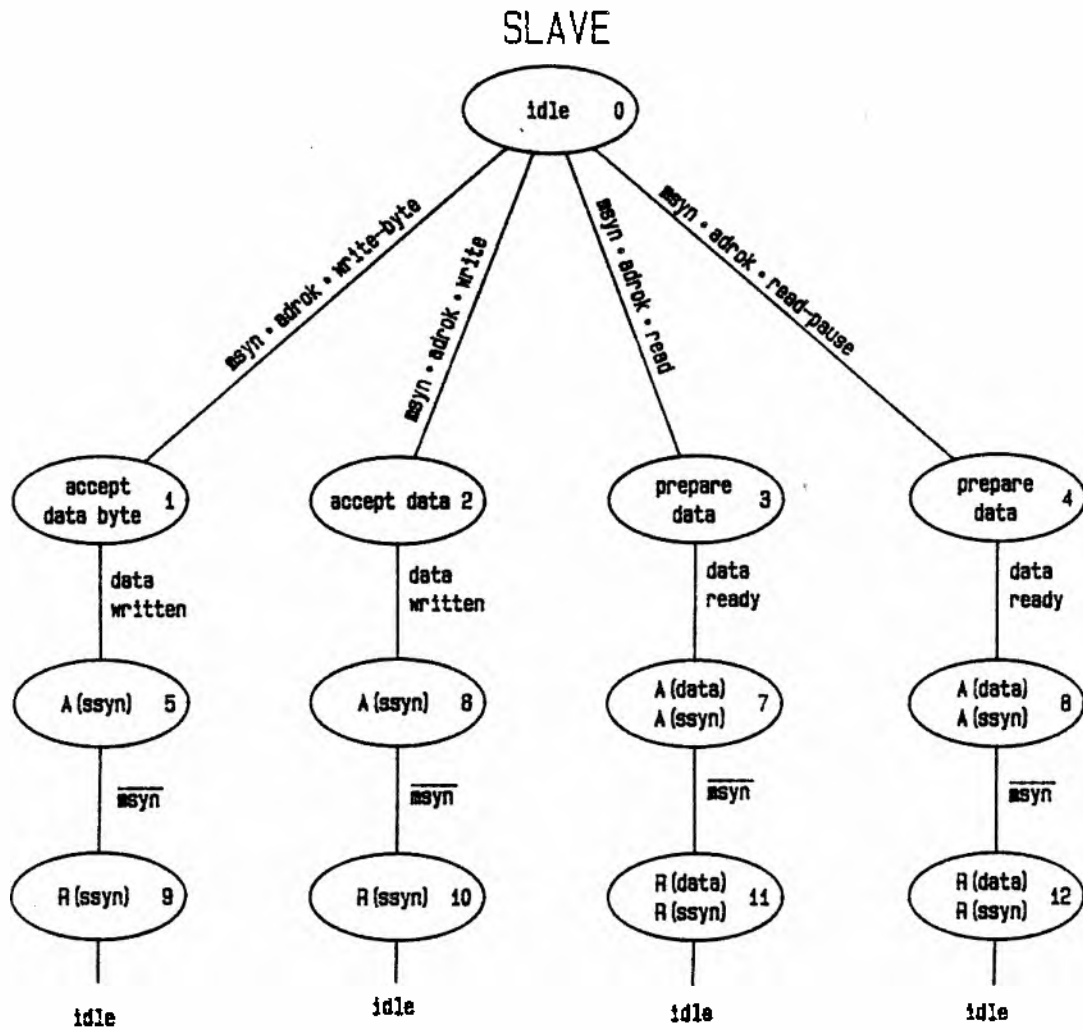 SLAVE
idle 0
msyn • adrok • write-byte
msyn • adrok • write
msyn • adrok • read
msyn • adrok • read-pause
accept
data byte 1
accept data 2
prepare
data 3
prepare
data 4
data
written
data
written
data
ready
data
ready
A(ssyn) 5
A(ssyn) 6
A(data)
A(ssyn) 7
A(data)
A(ssyn) 8
msyn
msyn
msyn
msyn
R(ssyn) 9
R(ssyn) 10
R(data)
R(ssyn) 11
R(data)
R(ssyn) 12
idle
idle
idle
idle